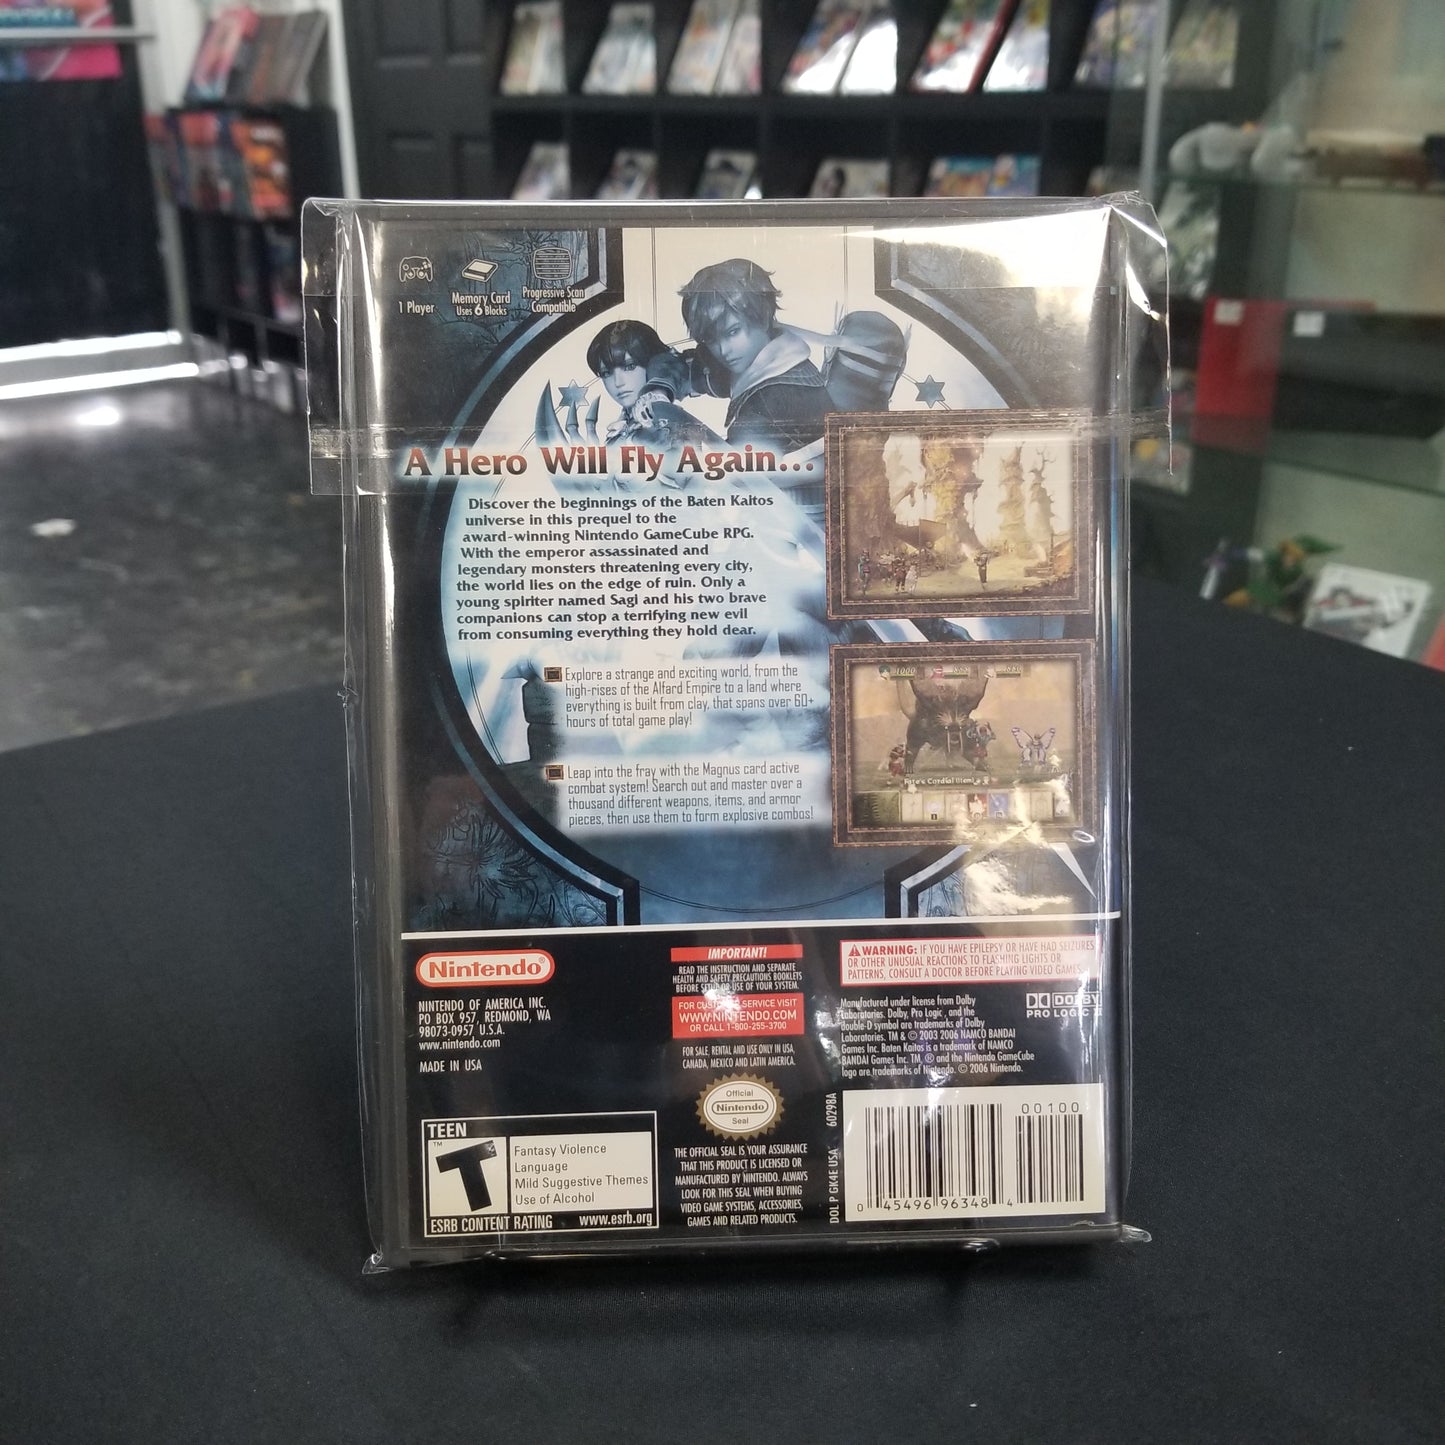 1 Player
Memory Card
Uses 6 Blocks
Progressive Scan
Compatible
A Hero Will Fly Again...
Discover the beginnings of the Baten Kaitos
universe in this prequel to the
award-winning Nintendo GameCube RPG.
With the emperor assassinated and
legendary monsters threatening every city,
the world lies on the edge of ruin. Only a
young spiriter named Sagi and his two brave
companions can stop a terrifying new evil
from consuming everything they hold dear.
Explore a strange and exciting world, from the
high-rises of the Alfard Empire to a land where
everything is built from clay, that spans over 60+
hours of total game play!
Leap into the fray with the Magnus card active
combat system! Search out and master over a
thousand different weapons, items, and armor
pieces, then use them to form explosive combos!
Nintendo®
NINTENDO OF AMERICA INC.
PO BOX 957, REDMOND, WA
98073-0957 U.S.A.
www.nintendo.com
MADE IN USA
IMPORTANT!
READ THE INSTRUCTION AND SEPARATE
HEALTH AND SAFETY PRECAUTIONS BOOKLETS
BEFORE SETUP OR USE OF YOUR SYSTEM.
FOR CUSTOMER SERVICE VISIT
WWW.NINTENDO.COM
OR CALL 1-800-255-3700
FOR SALE, RENTAL AND USE ONLY IN USA,
CANADA, MEXICO AND LATIN AMERICA.
Official
Nintendo
Seal
THE OFFICIAL SEAL IS YOUR ASSURANCE
THAT THIS PRODUCT IS LICENSED OR
MANUFACTURED BY NINTENDO. ALWAYS
LOOK FOR THIS SEAL WHEN BUYING
VIDEO GAME SYSTEMS, ACCESSORIES,
GAMES AND RELATED PRODUCTS.
WARNING: IF YOU HAVE EPILEPSY OR HAVE HAD SEIZURES
OR OTHER UNUSUAL REACTIONS TO FLASHING LIGHTS OR
PATTERNS, CONSULT A DOCTOR BEFORE PLAYING VIDEO GAMES.
Manufactured under license from Dolby
Laboratories. Dolby, Pro Logic, and the
double-D symbol are trademarks of Dolby
Laboratories. TM & © 2003 2006 NAMCO BANDAI
Games Inc. Baten Kaitos is a trademark of NAMCO
BANDAI Games Inc. TM, ® and the Nintendo GameCube
logo are trademarks of Nintendo. © 2006 Nintendo.
DOLBY
PRO LOGIC II
TEEN
T
TM
Fantasy Violence
Language
Mild Suggestive Themes
Use of Alcohol
ESRB CONTENT RATING www.esrb.org
DOL P GK4E USA 60298A
00100
0 45496 96348 4